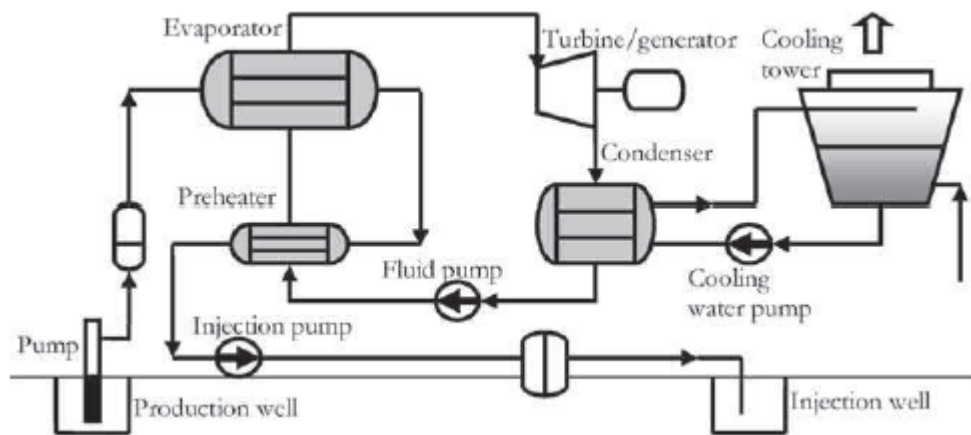 Evaporator
Turbine/generator
Cooling
tower
Condenser
Preheater
Fluid pump
Cooling
water pump
Injection pump
Pump
Production well
Injection well